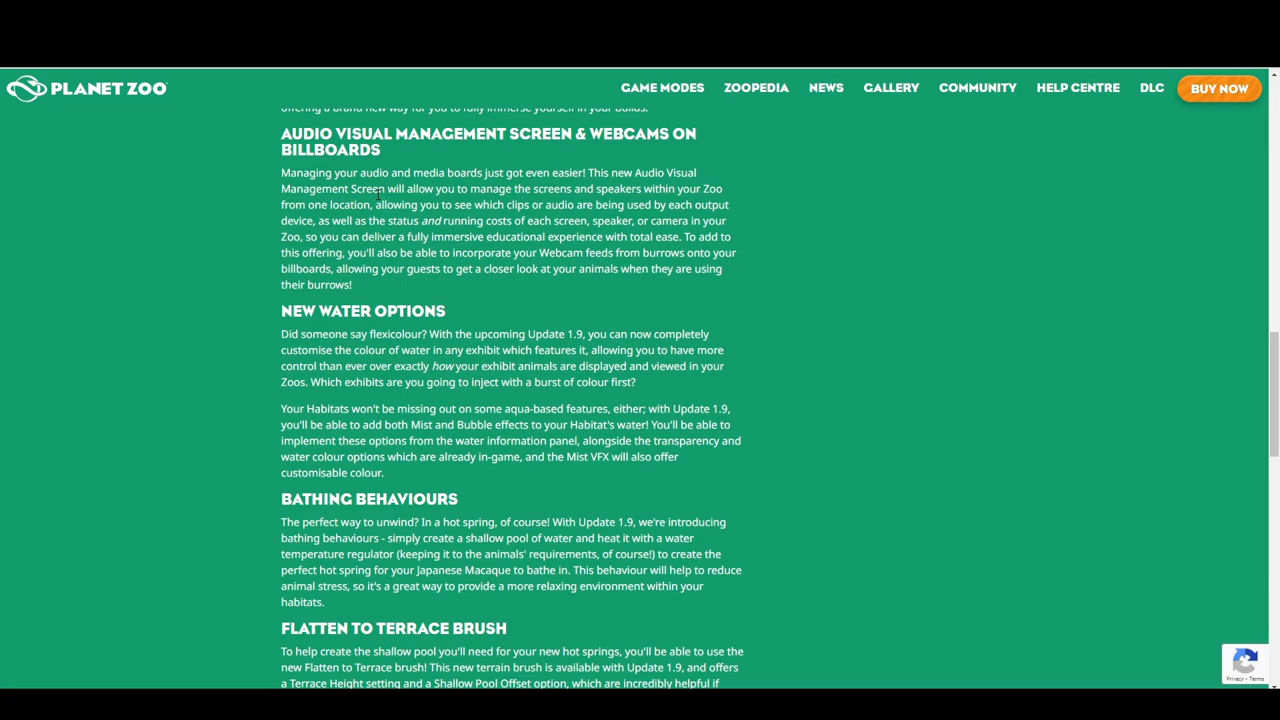 PLANET ZOO
GAME MODES
ZOOPEDIA
NEWS
GALLERY
COMMUNITY
HELP CENTRE
DLC
BUY NOW
offering a brand new way for you to fully immerse yourself in your builds.
AUDIO VISUAL MANAGEMENT SCREEN & WEBCAMS ON
BILLBOARDS
Managing your audio and media boards just got even easier! This new Audio Visual
Management Screen will allow you to manage the screens and speakers within your Zoo
from one location, allowing you to see which clips or audio are being used by each output
device, as well as the status and running costs of each screen, speaker, or camera in your
Zoo, so you can deliver a fully immersive educational experience with total ease. To add to
this offering, you'll also be able to incorporate your Webcam feeds from burrows onto your
billboards, allowing your guests to get a closer look at your animals when they are using
their burrows!
NEW WATER OPTIONS
Did someone say flexicolour? With the upcoming Update 1.9, you can now completely
customise the colour of water in any exhibit which features it, allowing you to have more
control than ever over exactly how your exhibit animals are displayed and viewed in your
Zoos. Which exhibits are you going to inject with a burst of colour first?
Your Habitats won't be missing out on some aqua-based features, either; with Update 1.9,
you'll be able to add both Mist and Bubble effects to your Habitat's water! You'll be able to
implement these options from the water information panel, alongside the transparency and
water colour options which are already in-game, and the Mist VFX will also offer
customisable colour.
BATHING BEHAVIOURS
The perfect way to unwind? In a hot spring, of course! With Update 1.9, we're introducing
bathing behaviours - simply create a shallow pool of water and heat it with a water
temperature regulator (keeping it to the animals' requirements, of course!) to create the
perfect hot spring for your Japanese Macaque to bathe in. This behaviour will help to reduce
animal stress, so it's a great way to provide a more relaxing environment within your
habitats.
FLATTEN TO TERRACE BRUSH
To help create the shallow pool you'll need for your new hot springs, you'll be able to use the
new Flatten to Terrace brush! This new terrain brush is available with Update 1.9, and offers
a Terrace Height setting and a Shallow Pool Offset option, which are incredibly helpful if
Privacy - Terms